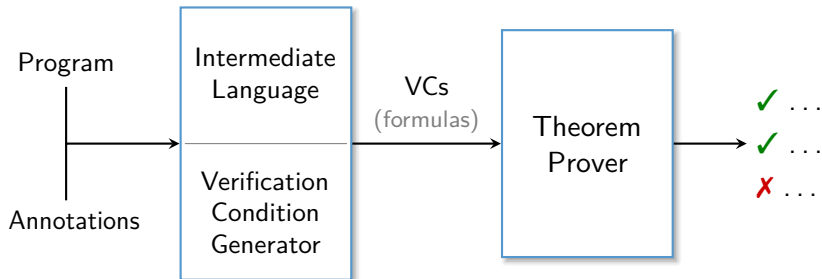 Program
Annotations
Intermediate
Language
Verification
Condition
Generator
VCs
(formulas)
Theorem
Prover
✓ ...
✓ ...
✗ ...